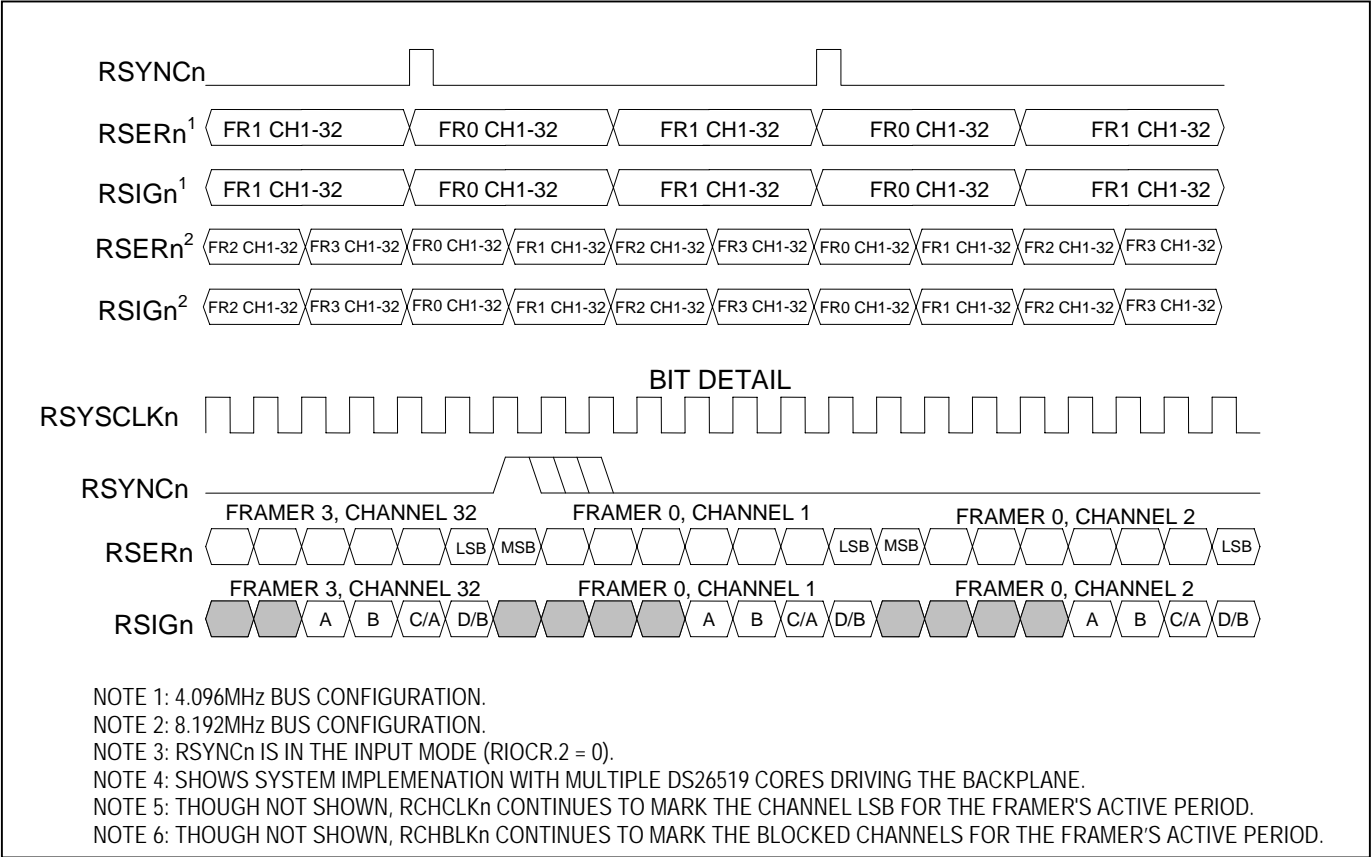 RSYNCn
RSERn1 FR1 CH1-32 FR0 CH1-32 FR1 CH1-32 FR0 CH1-32 FR1 CH1-32
RSIGn1 FR1 CH1-32 FR0 CH1-32 FR1 CH1-32 FR0 CH1-32 FR1 CH1-32
RSERn2 FR2 CH1-32 FR3 CH1-32 FR0 CH1-32 FR1 CH1-32 FR2 CH1-32 FR3 CH1-32 FR0 CH1-32 FR1 CH1-32 FR2 CH1-32 FR3 CH1-32
RSIGn2 FR2 CH1-32 FR3 CH1-32 FR0 CH1-32 FR1 CH1-32 FR2 CH1-32 FR3 CH1-32 FR0 CH1-32 FR1 CH1-32 FR2 CH1-32 FR3 CH1-32
BIT DETAIL
RSYSCLKn
RSYNCn
FRAMER 3, CHANNEL 32 FRAMER 0, CHANNEL 1 FRAMER 0, CHANNEL 2
RSERn LSB MSB LSB MSB LSB
FRAMER 3, CHANNEL 32 FRAMER 0, CHANNEL 1 FRAMER 0, CHANNEL 2
RSIGn A B C/A D/B A B C/A D/B A B C/A D/B
NOTE 1: 4.096MHz BUS CONFIGURATION.
NOTE 2: 8.192MHz BUS CONFIGURATION.
NOTE 3: RSYNCn IS IN THE INPUT MODE (RIOCR.2 = 0).
NOTE 4: SHOWS SYSTEM IMPLEMENATION WITH MULTIPLE DS26519 CORES DRIVING THE BACKPLANE.
NOTE 5: THOUGH NOT SHOWN, RCHCLKn CONTINUES TO MARK THE CHANNEL LSB FOR THE FRAMER'S ACTIVE PERIOD.
NOTE 6: THOUGH NOT SHOWN, RCHBLKn CONTINUES TO MARK THE BLOCKED CHANNELS FOR THE FRAMER’S ACTIVE PERIOD.